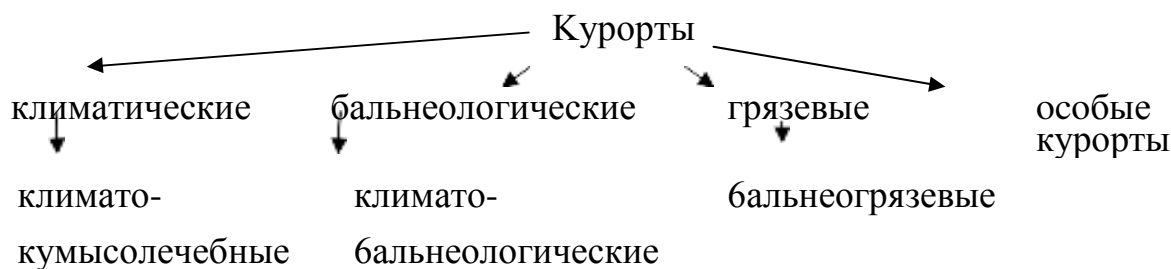 Курорты
климатические бальнеологические грязевые особые
курорты
климато- климато- бальнеогрязевые
кумысолечебные бальнеологические